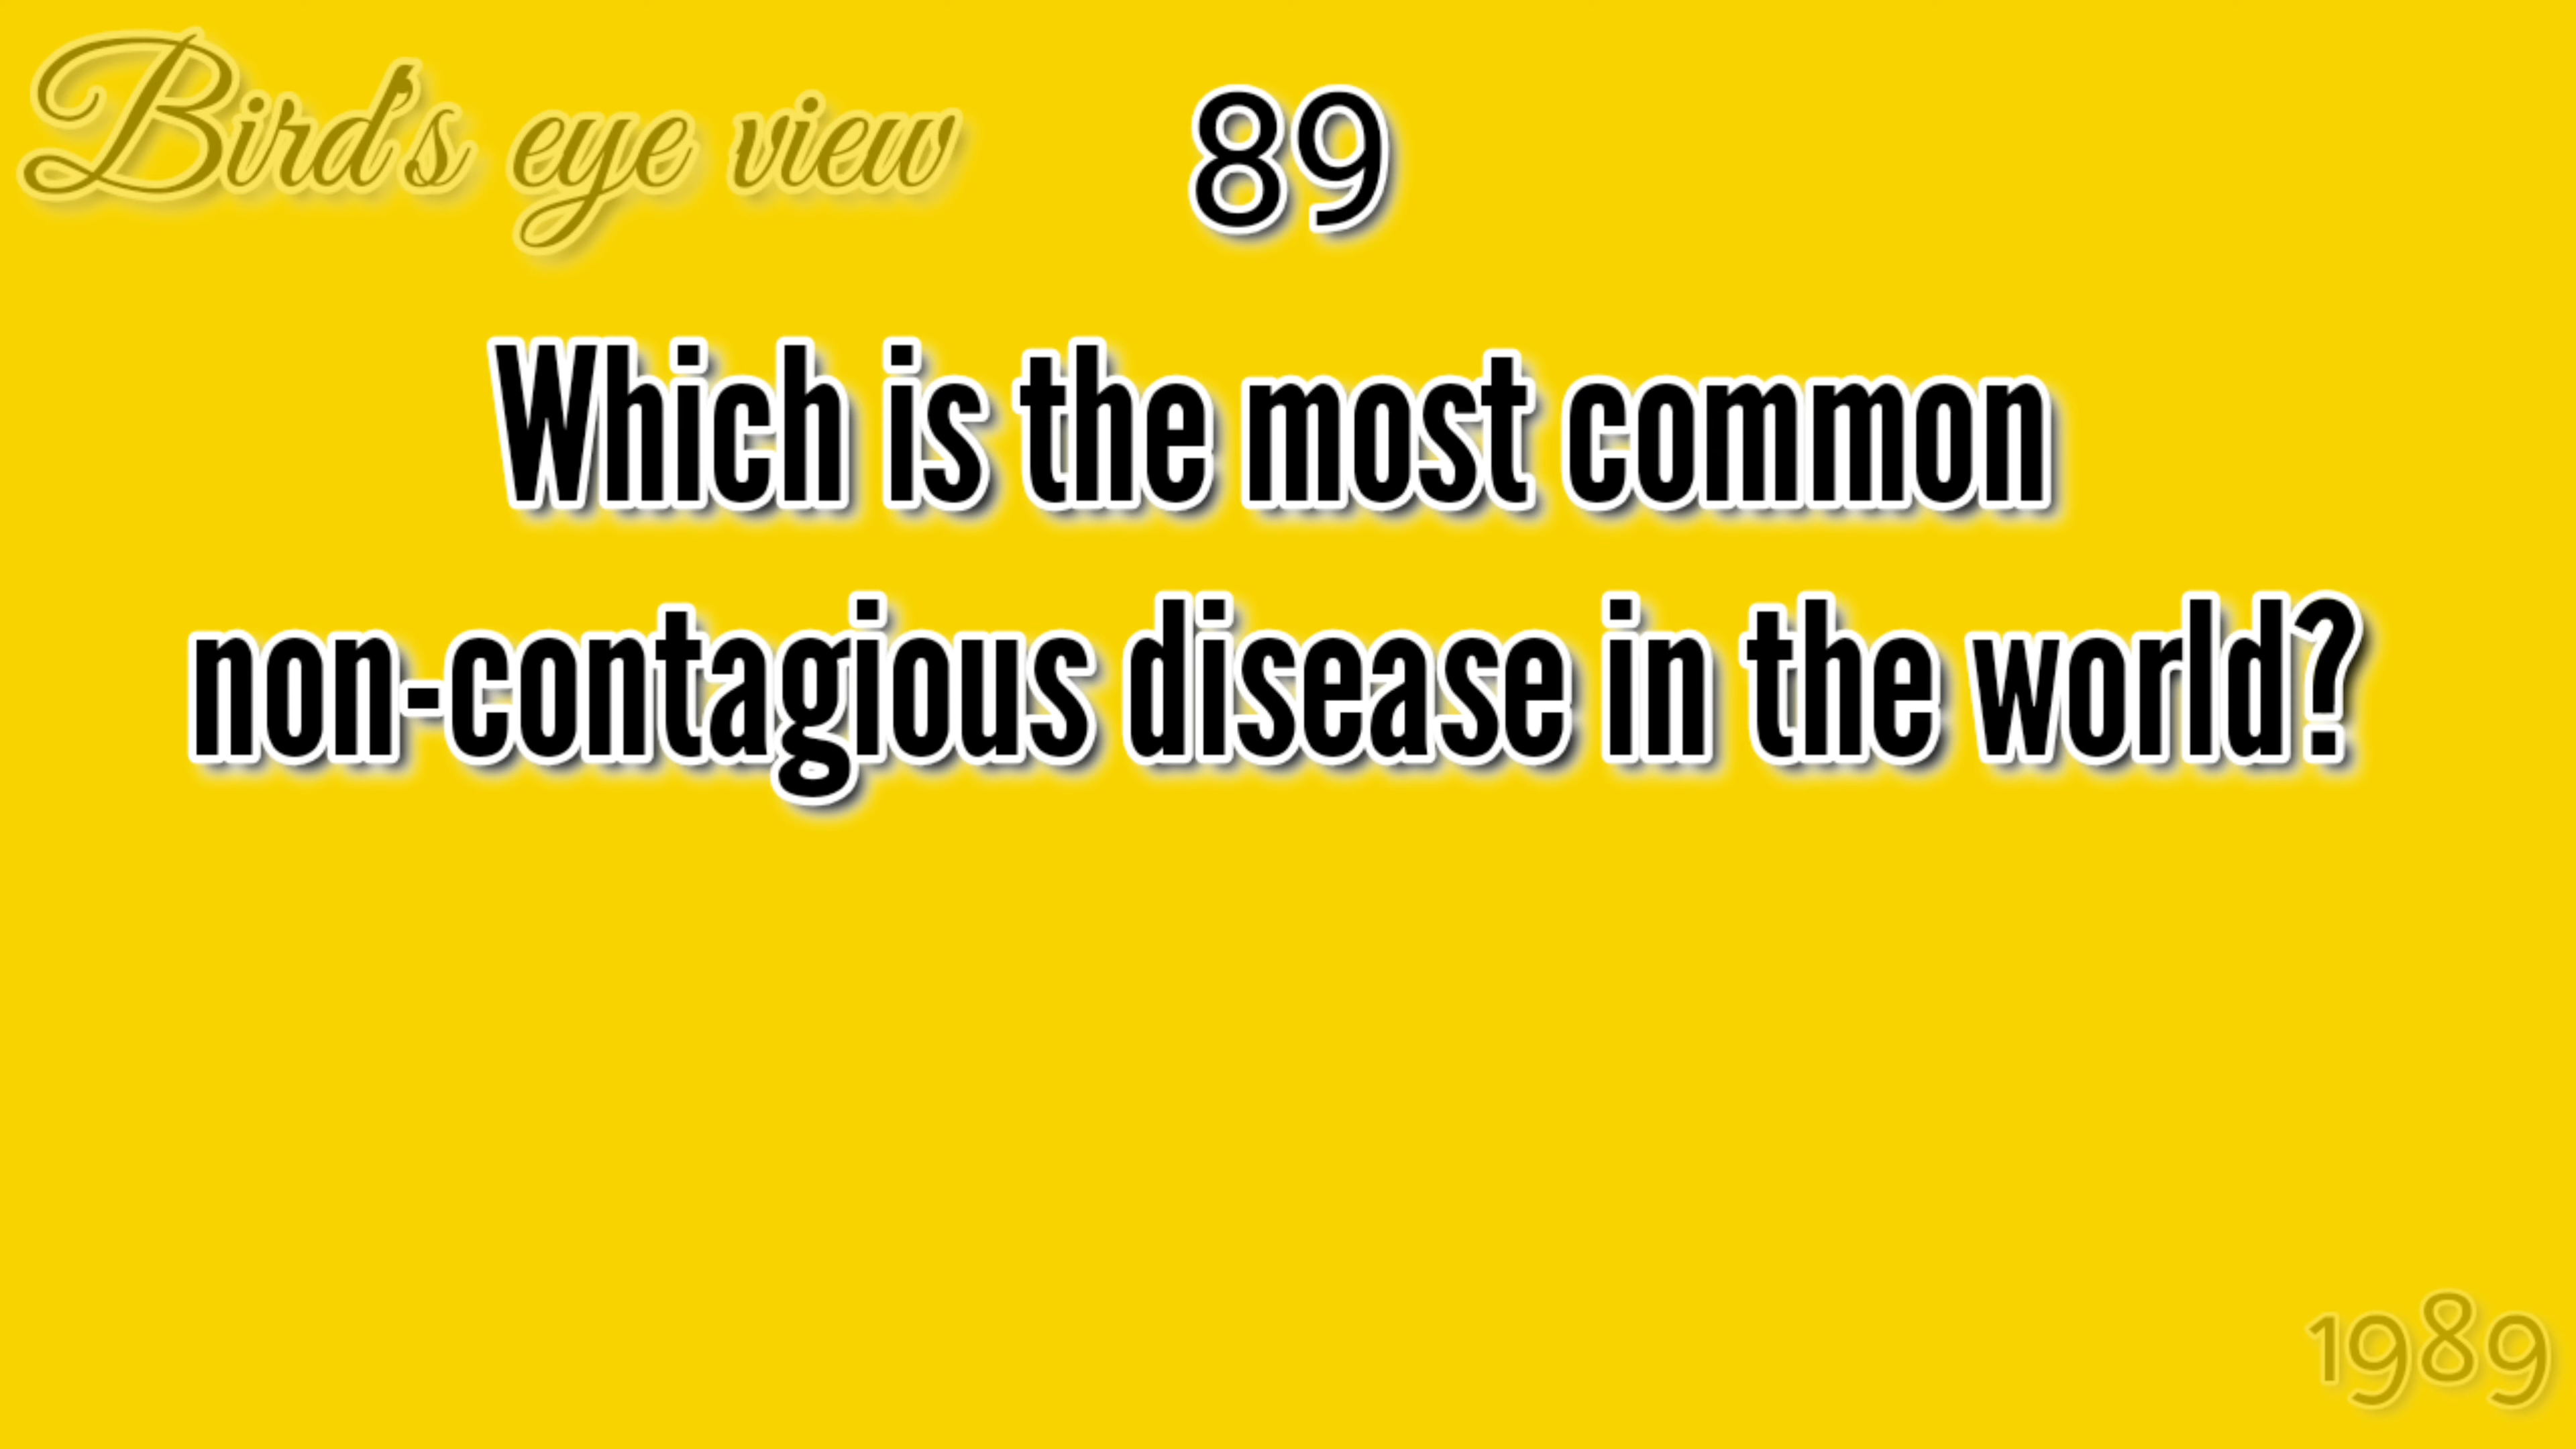 Bird's eye view
89
Which is the most common
non-contagious disease in the world?
1989